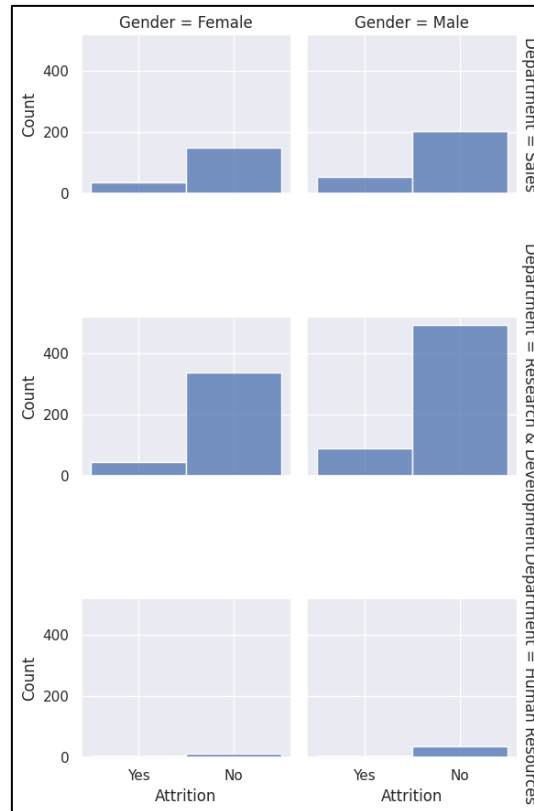 Gender = Female
Gender = Male
400
200
0
Count
Department = Sales
400
200
0
Count
Department = Research & Development
400
200
0
Count
Department = Human Resources
Yes
No
Yes
No
Attrition
Attrition